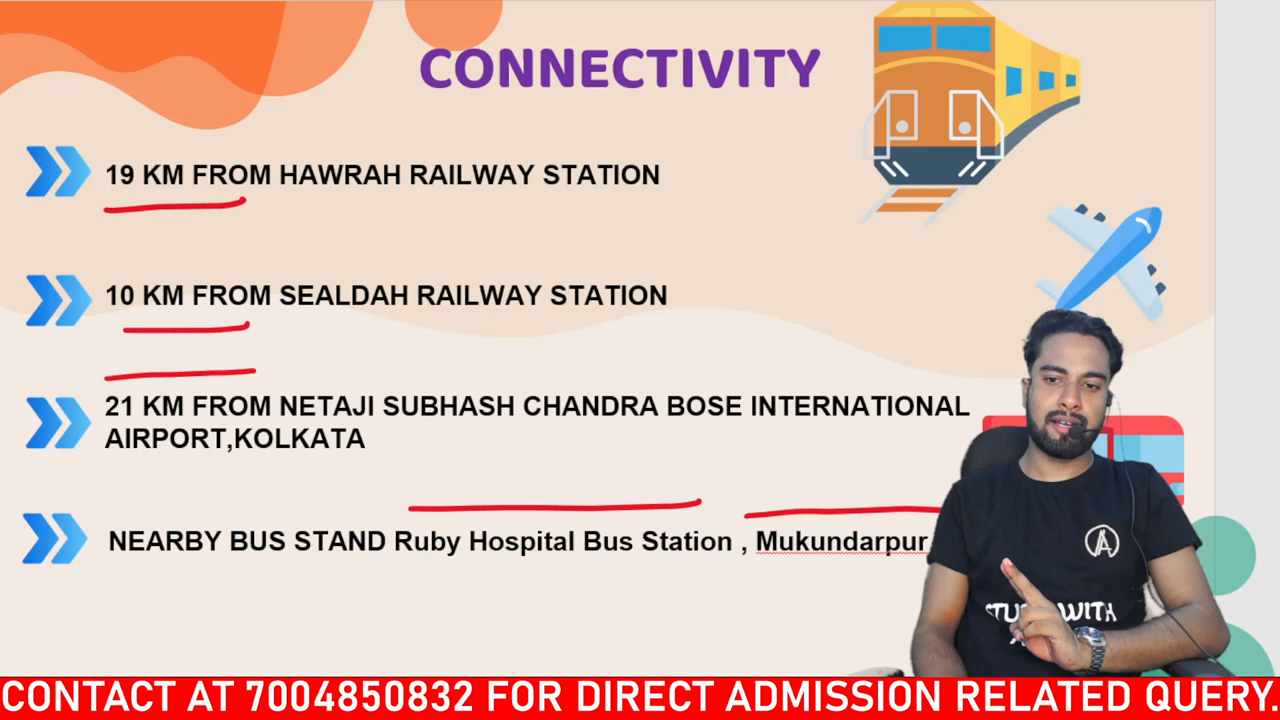 CONNECTIVITY
19 KM FROM HAWRAH RAILWAY STATION
10 KM FROM SEALDAH RAILWAY STATION
21 KM FROM NETAJI SUBHASH CHANDRA BOSE INTERNATIONAL
AIRPORT,KOLKATA
NEARBY BUS STAND Ruby Hospital Bus Station , Mukundarpur
WITH
CONTACT AT 7004850832 FOR DIRECT ADMISSION RELATED QUERY.